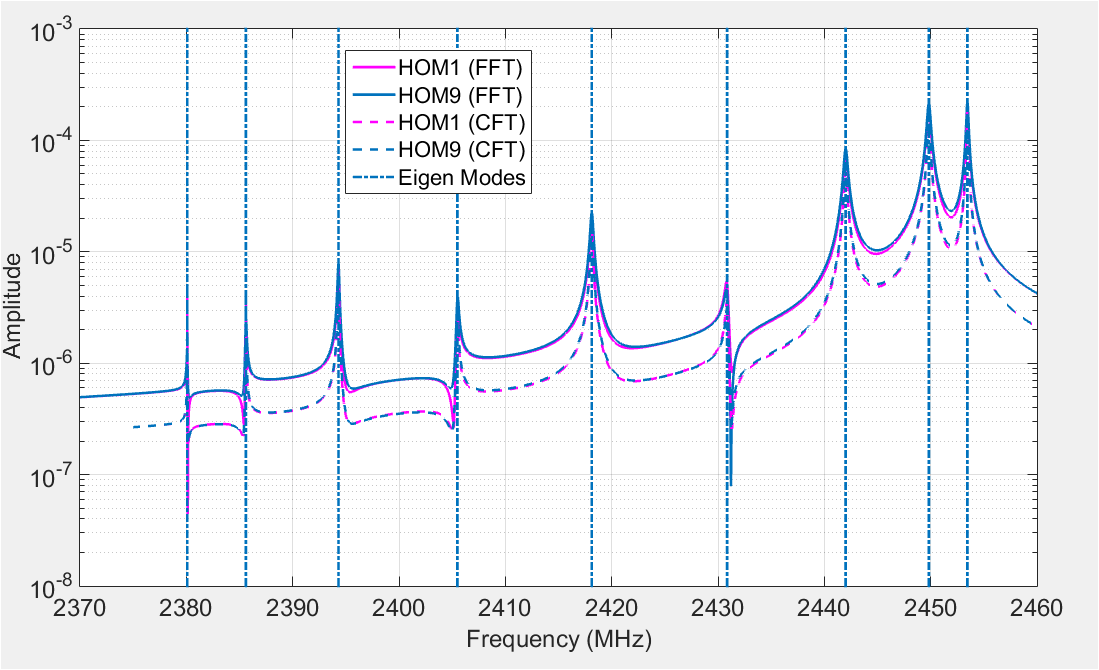 10-3
10-4
10-5
10-6
10-7
10-8
Amplitude
HOM1 (FFT)
HOM9 (FFT)
HOM1 (CFT)
HOM9 (CFT)
Eigen Modes
2370 2380 2390 2400 2410 2420 2430 2440 2450 2460
Frequency (MHz)